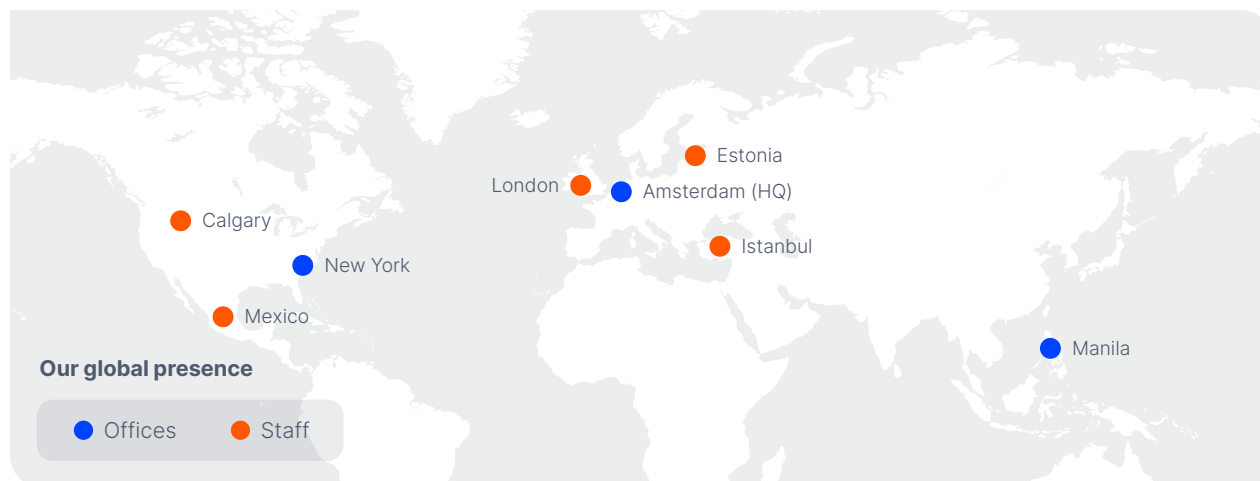 Estonia
London
Amsterdam (HQ)
Calgary
Istanbul
New York
Mexico
Manila
Our global presence
Offices
Staff